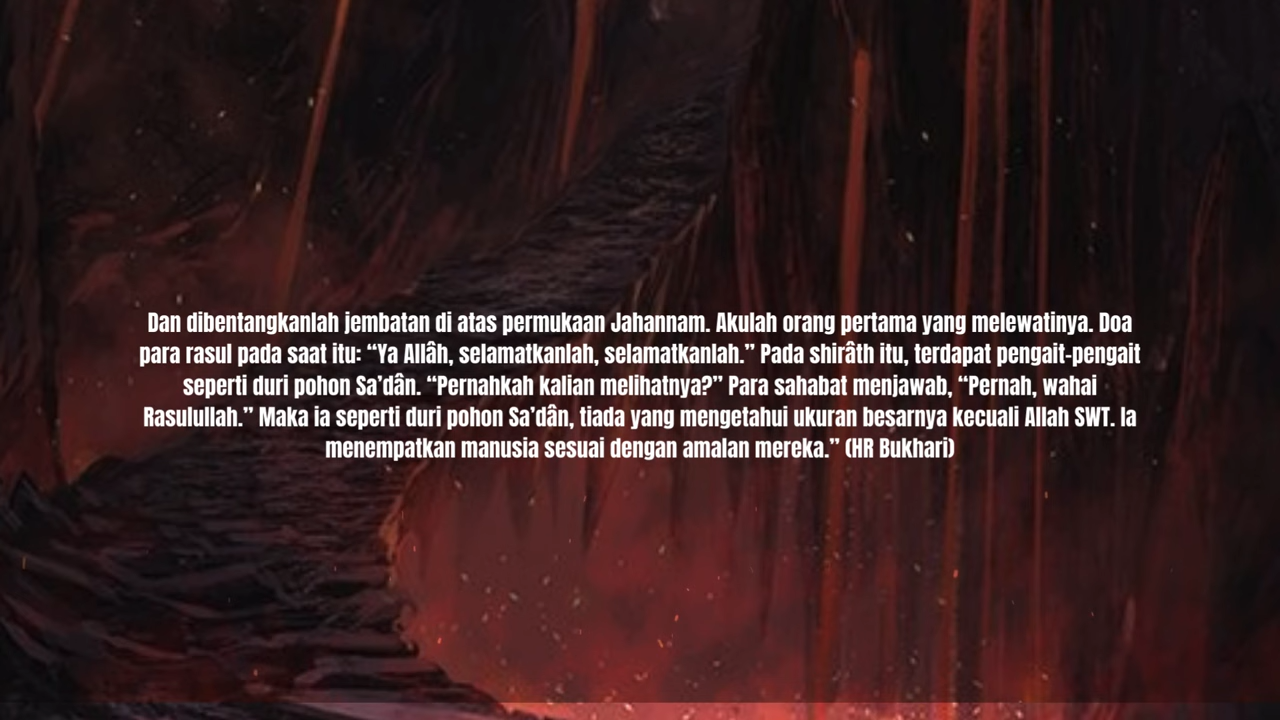 Dan dibentangkanlah jembatan di atas permukaan Jahannam. Akulah orang pertama yang melewatinya. Doa
para rasul pada saat itu: “Ya Allâh, selamatkanlah, selamatkanlah.” Pada shirâth itu, terdapat pengait-pengait
seperti duri pohon Sa’dân. “Pernahkah kalian melihatnya?” Para sahabat menjawab, “Pernah, wahai
Rasulullah.” Maka ia seperti duri pohon Sa’dân, tiada yang mengetahui ukuran besarnya kecuali Allah SWT. Ia
menempatkan manusia sesuai dengan amalan mereka.” (HR Bukhari)